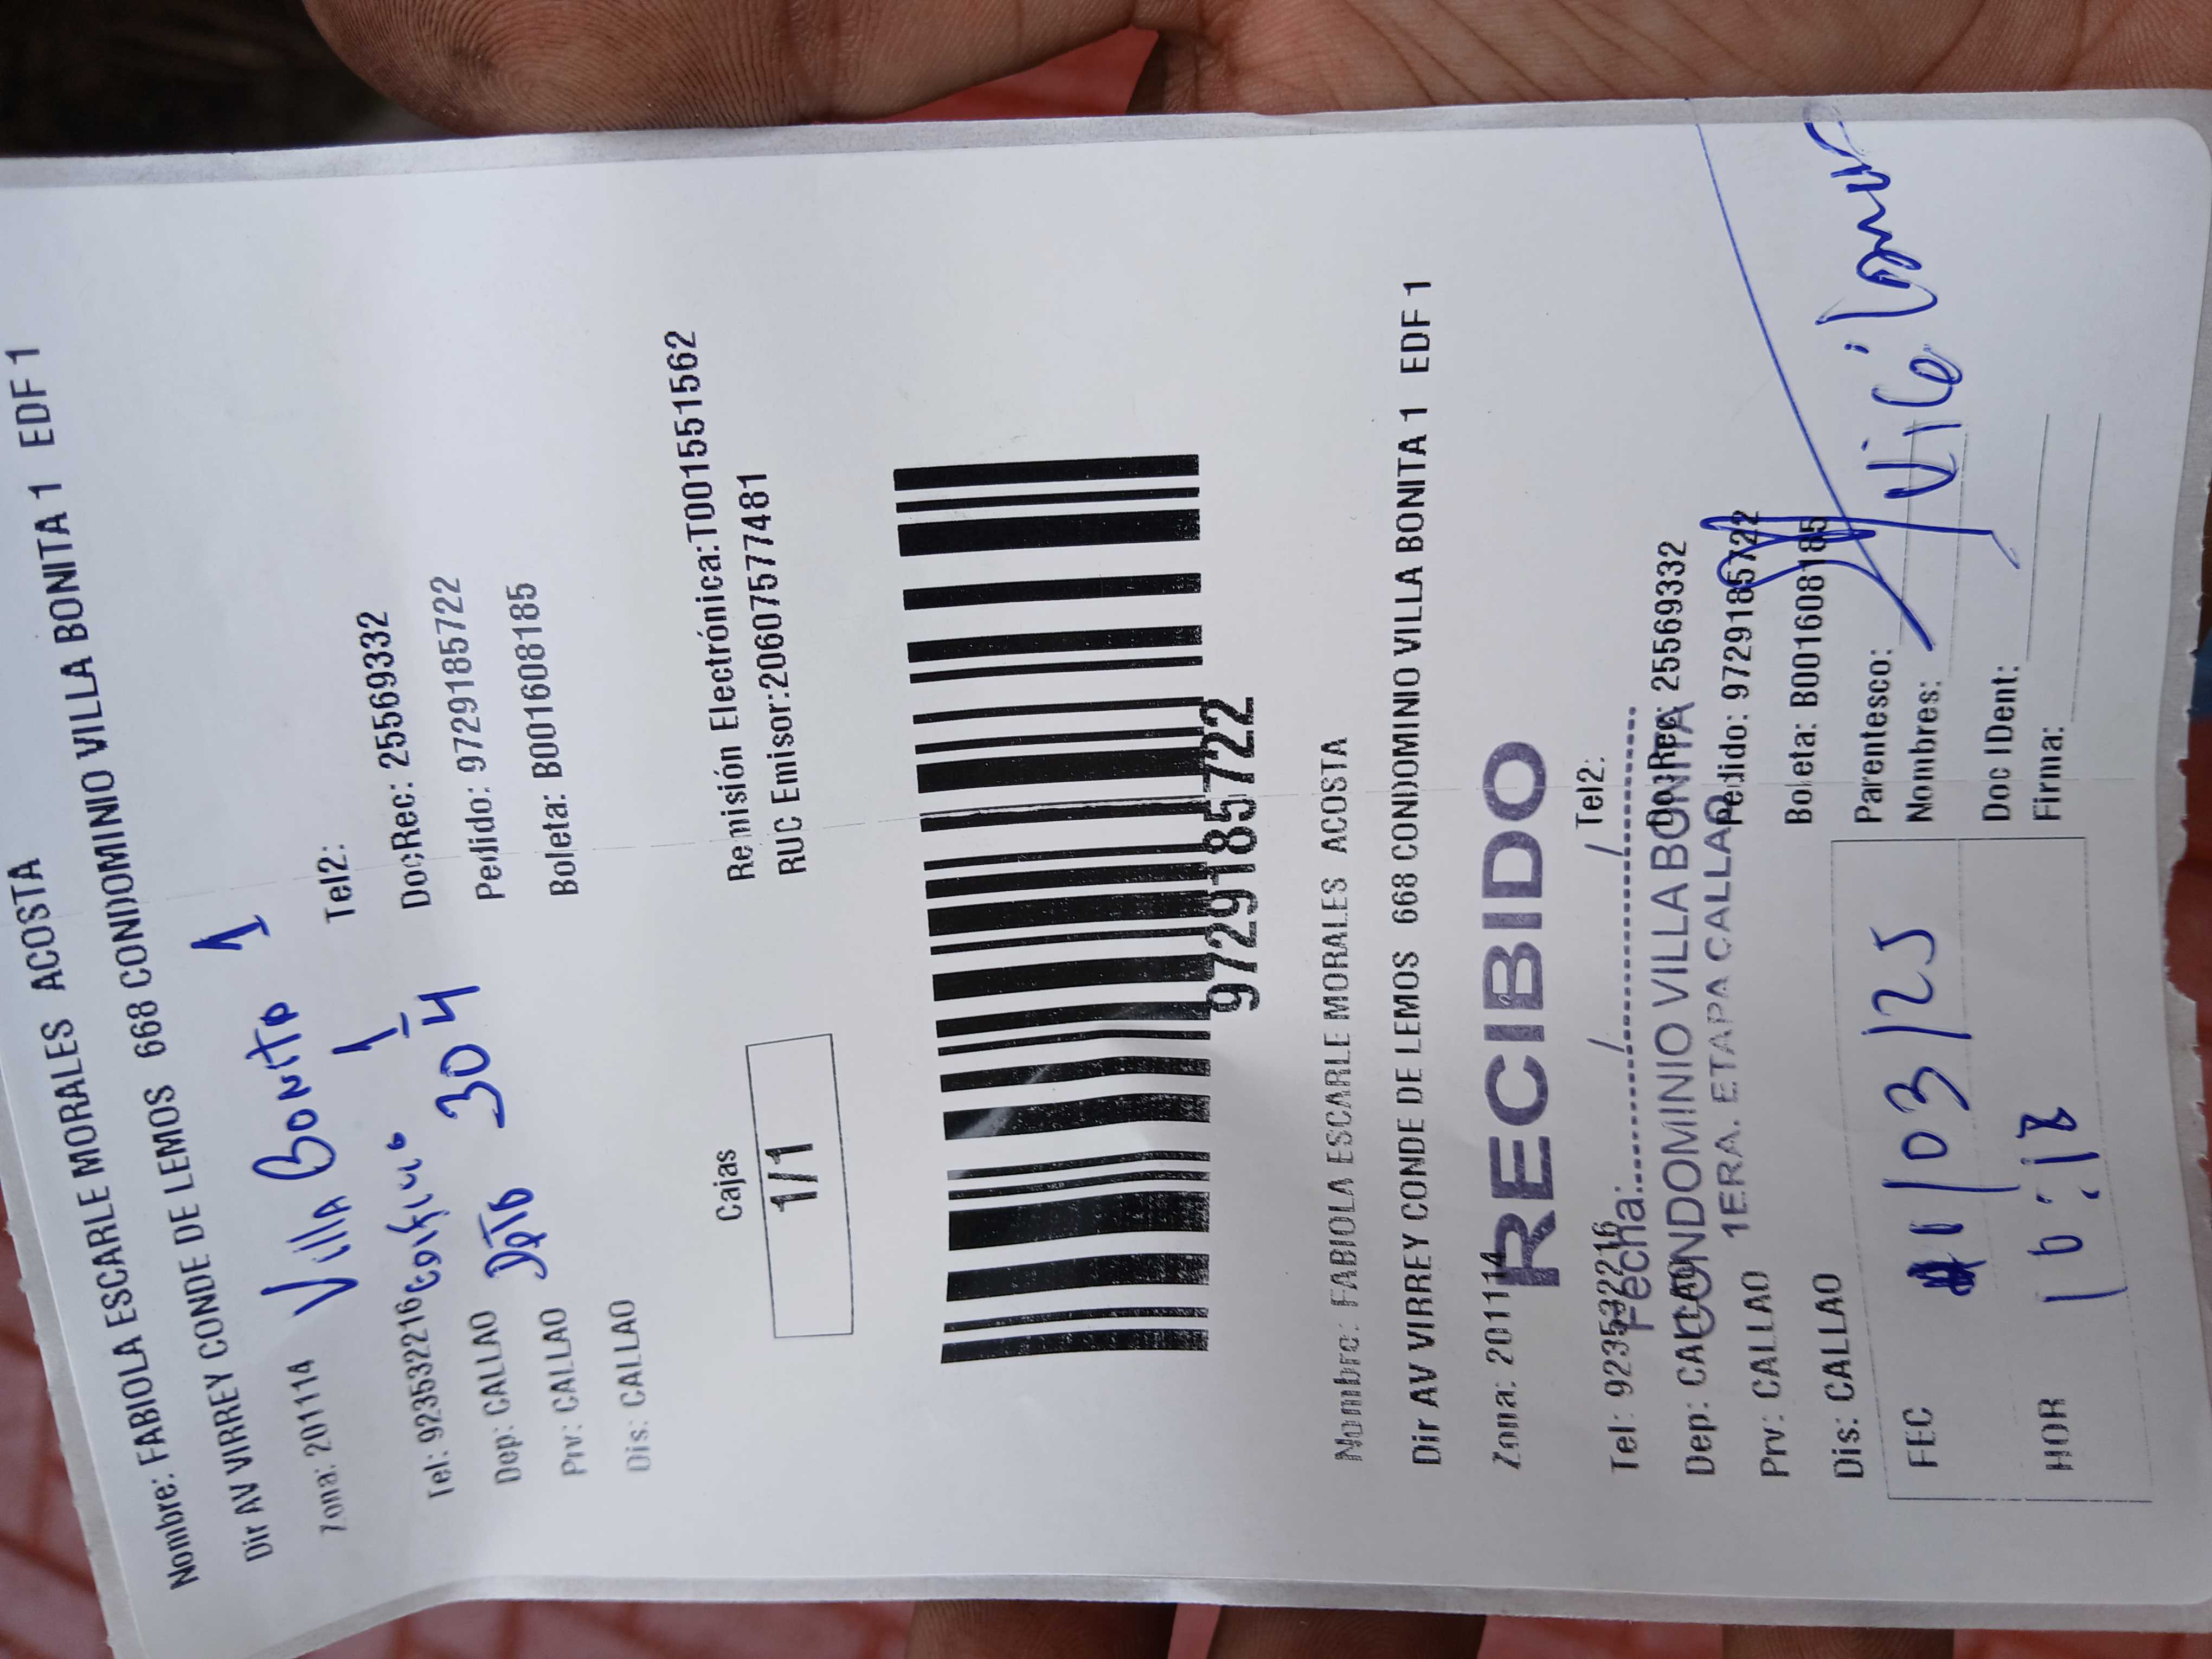 Nombre: FABIOLA ESCARLE MORALES ACOSTA
Dir AV VIRREY CONDE DE LEMOS 668 CONDOMINIO VILLA BONITA 1 EDF 1
Zona: 201114
Villa Bonita 1
Tel: 923532216
Tel2:
Edificio 1
Dep: CALLAO
DocRec: 25569332
Dpto 304
Prv: CALLAO
Pedido: 9729185722
Dis: CALLAO
Boleta: B001608185
Cajas
1/1
Remisión Electrónica:T001551562
RUC Emisor:20607577481
9729185722
Nombre: FABIOLA ESCARLE MORALES ACOSTA
Dir AV VIRREY CONDE DE LEMOS 668 CONDOMINIO VILLA BONITA 1 EDF 1
Zona: 201114
RECIBIDO
Tel: 923532216
Tel2:
Fecha:......../......../........
Dep: CALLAO
DocRec: 25569332
CONDOMINIO VILLA BONITA
1ERA. ETAPA CALLAO
Prv: CALLAO
Pedido: 9729185722
Dis: CALLAO
Boleta: B001608185
FEC
11/03/25
HOR
Parentesco:
Nombres:
Doc IDent:
Firma: